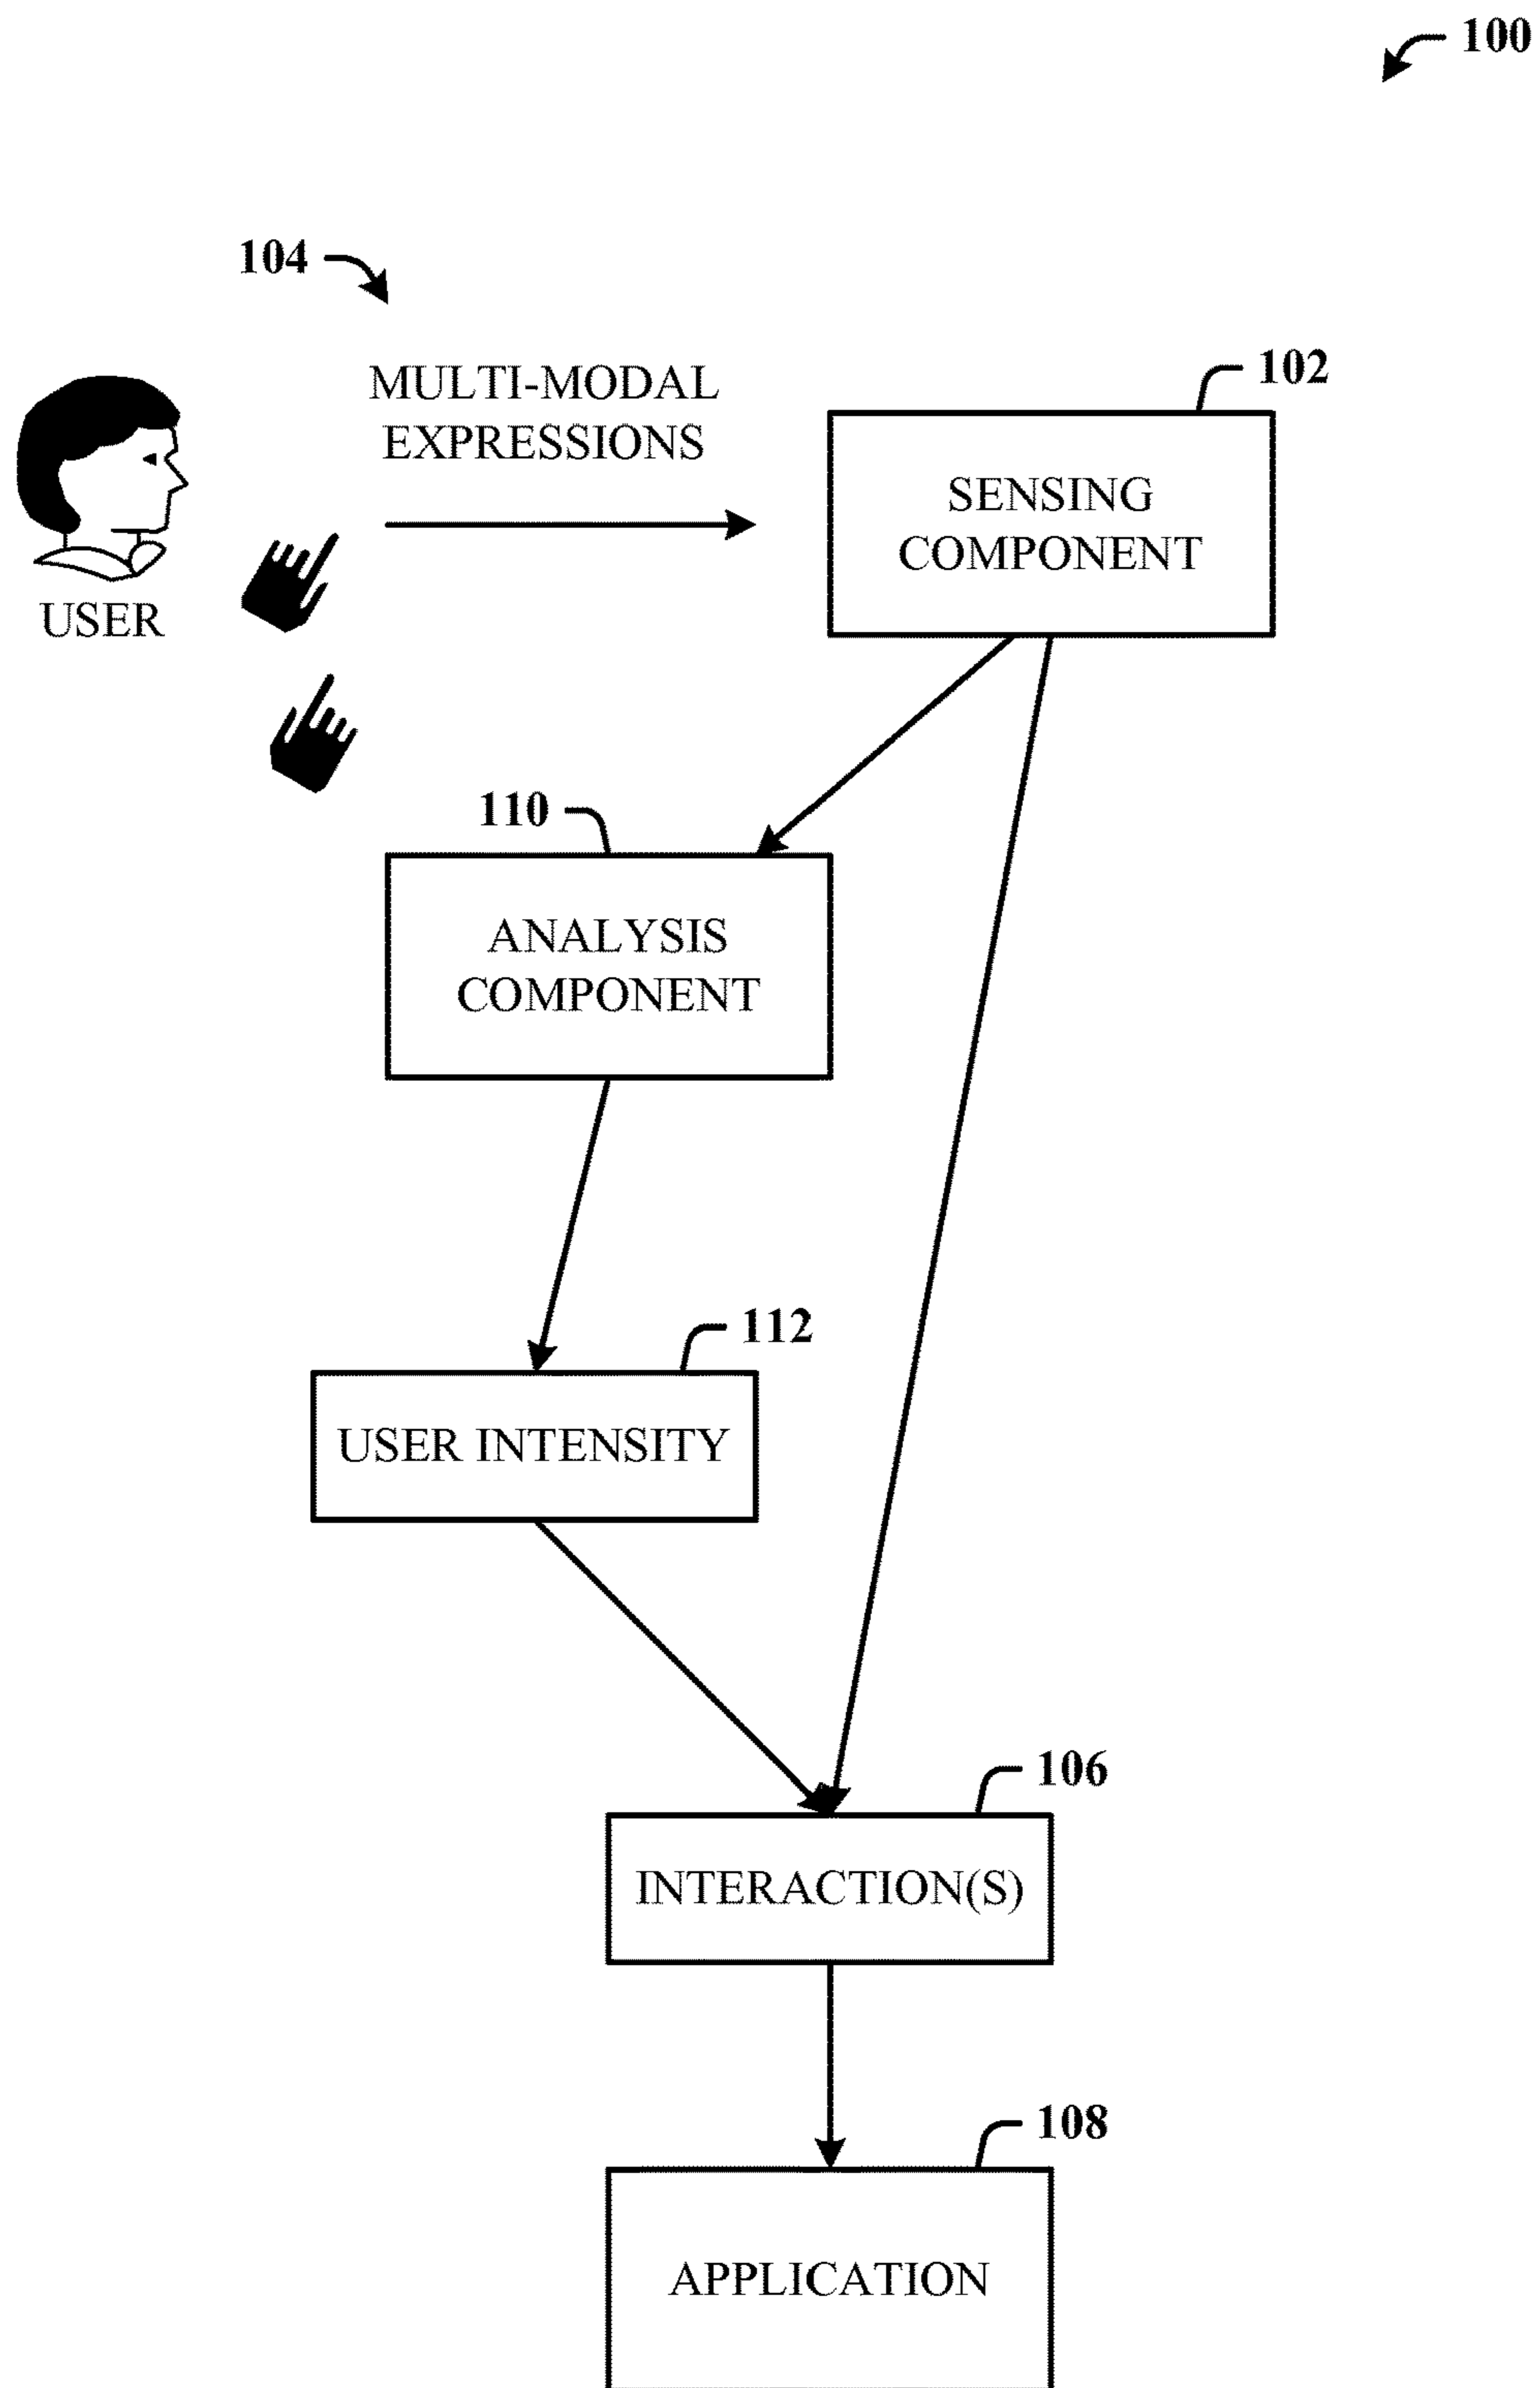 100
104
MULTI-MODAL
EXPRESSIONS
102
SENSING
COMPONENT
USER
110
ANALYSIS
COMPONENT
112
USER INTENSITY
106
INTERACTION(S)
108
APPLICATION